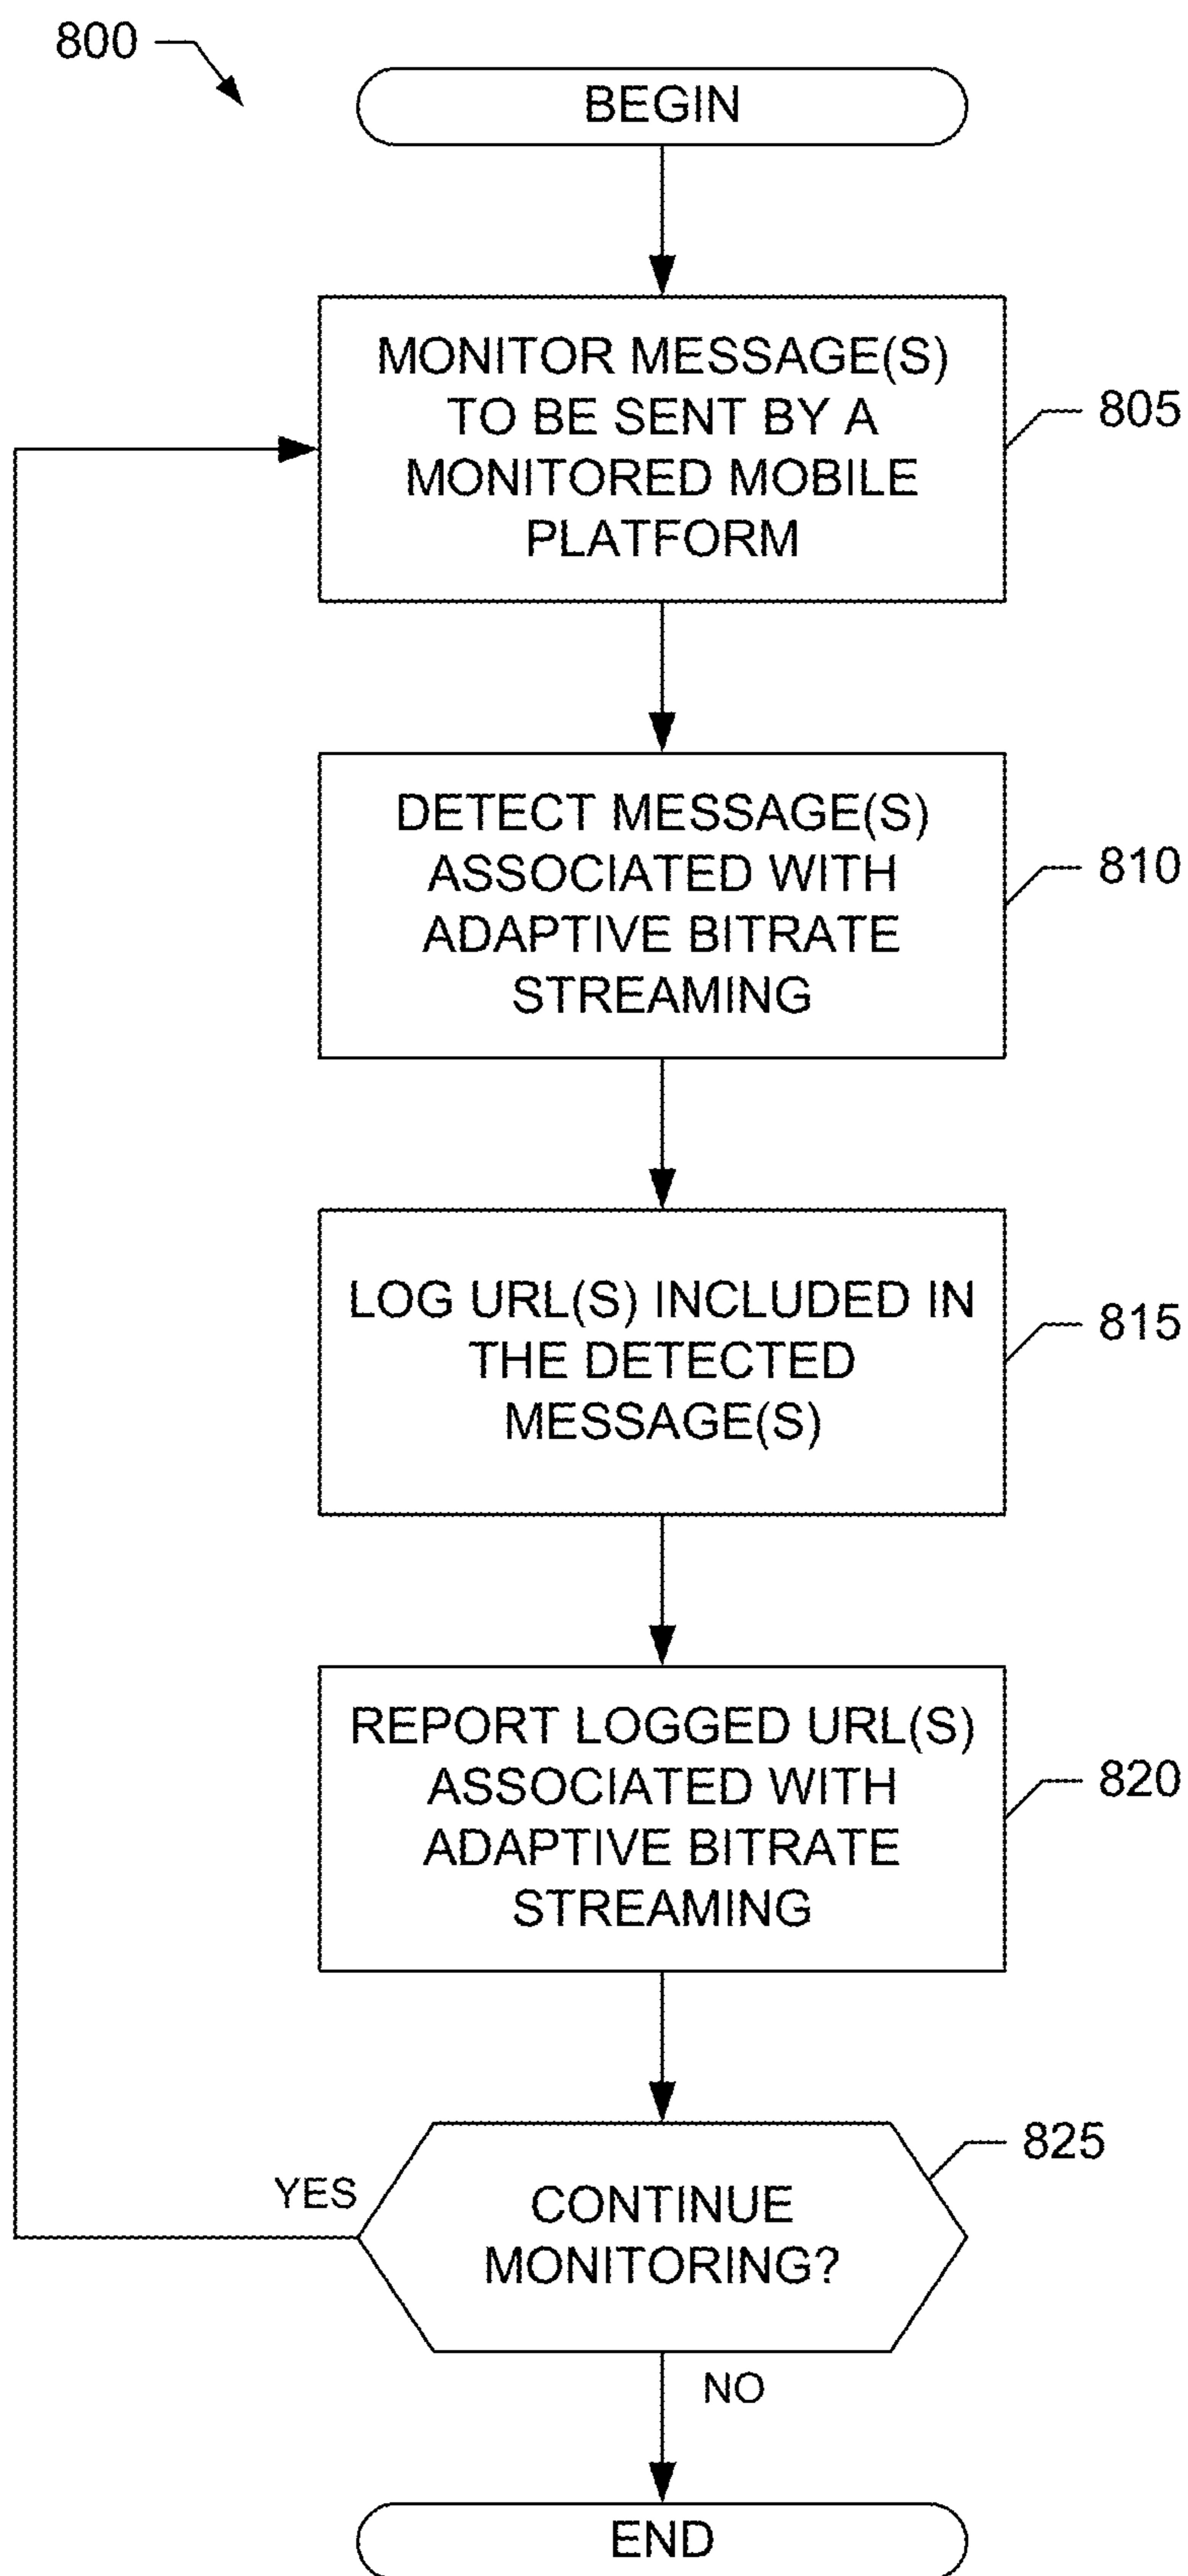 800
BEGIN
MONITOR MESSAGE(S)
TO BE SENT BY A
MONITORED MOBILE
PLATFORM
805
DETECT MESSAGE(S)
ASSOCIATED WITH
ADAPTIVE BITRATE
STREAMING
810
LOG URL(S) INCLUDED IN
THE DETECTED
MESSAGE(S)
815
REPORT LOGGED URL(S)
ASSOCIATED WITH
ADAPTIVE BITRATE
STREAMING
820
CONTINUE
MONITORING?
825
YES
NO
END